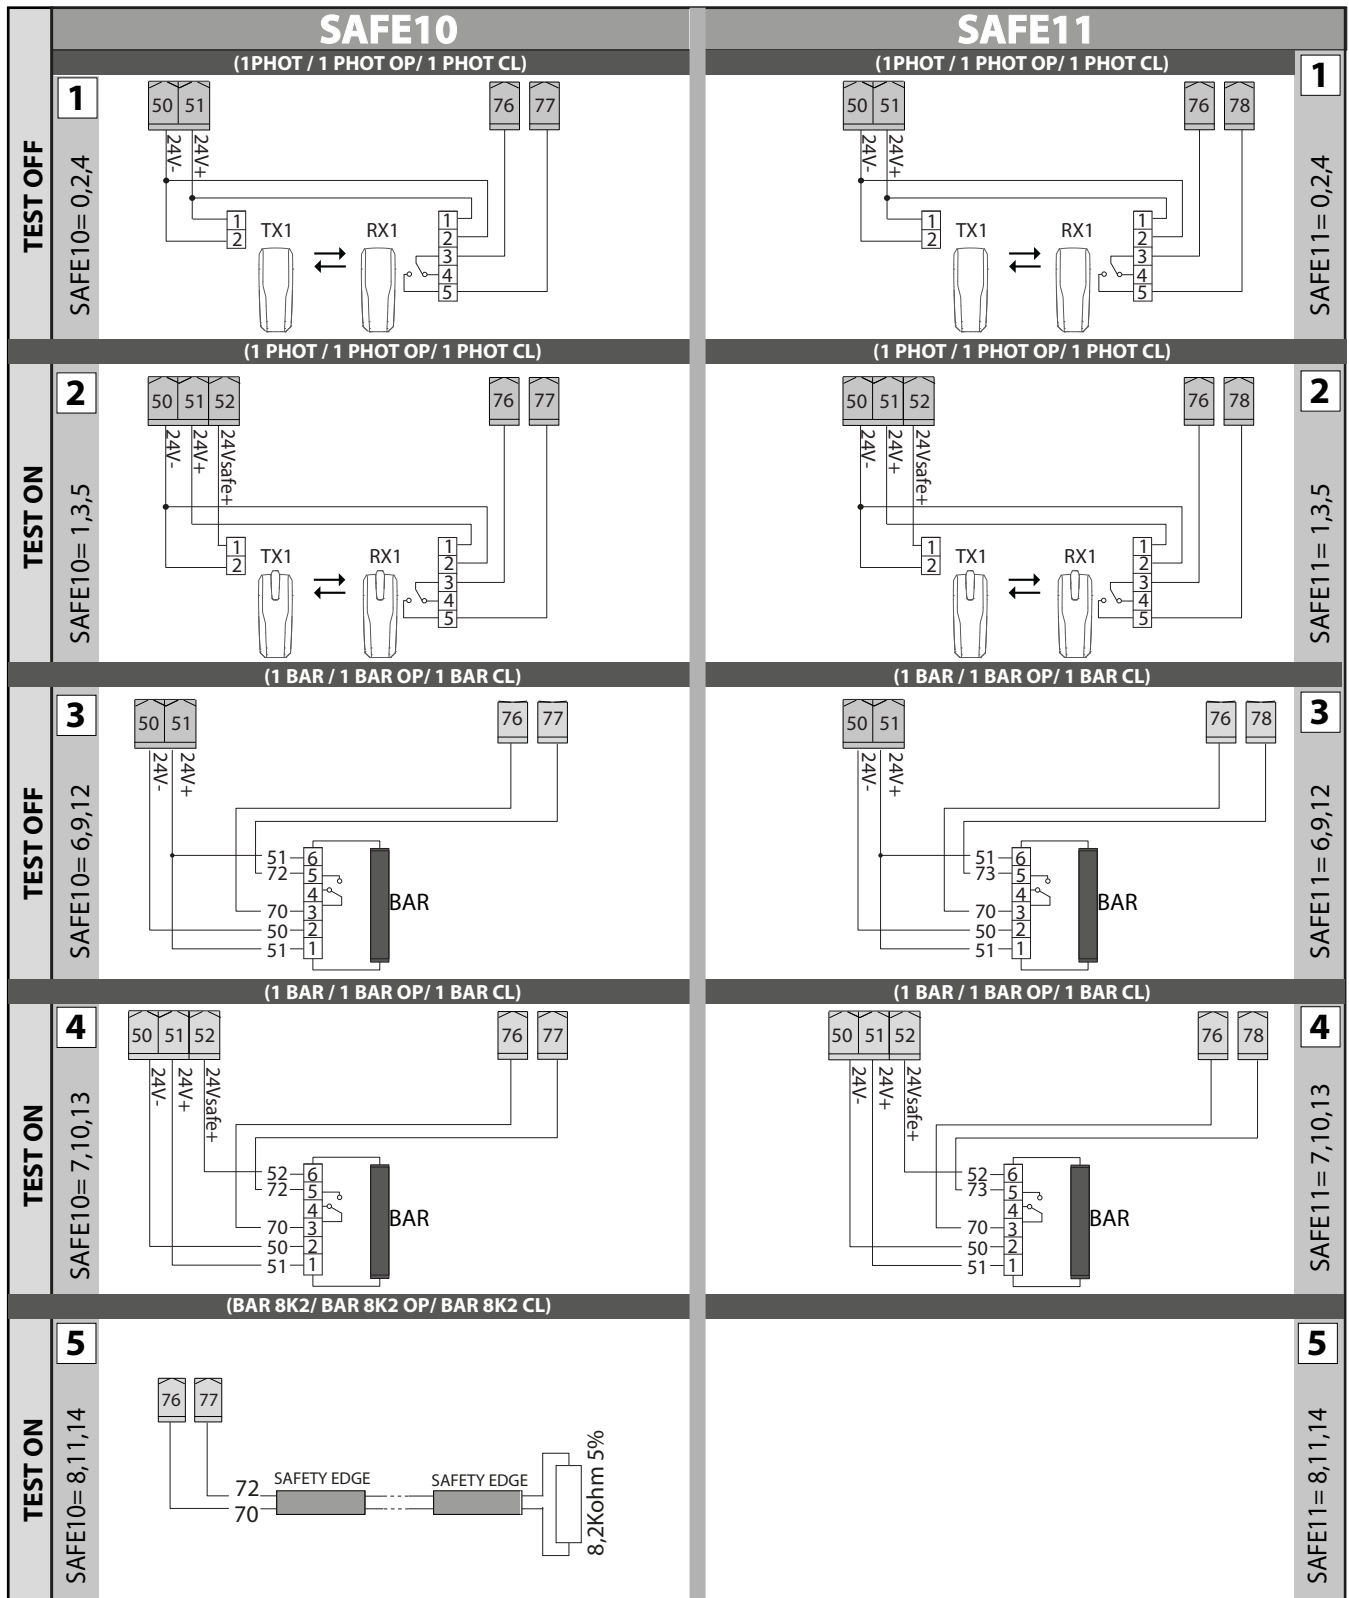 SAFE10
SAFE11
(1PHOT / 1 PHOT OP/ 1 PHOT CL)
(1PHOT / 1 PHOT OP/ 1 PHOT CL)
TEST OFF
1
SAFE10= 0,2,4
50 51
76 77
24V-
24V+
1
2
TX1
RX1
1
2
3
4
5
50 51
76 78
24V-
24V+
1
2
TX1
RX1
1
2
3
4
5
1
SAFE11= 0,2,4
(1 PHOT / 1 PHOT OP/ 1 PHOT CL)
(1 PHOT / 1 PHOT OP/ 1 PHOT CL)
TEST ON
2
SAFE10= 1,3,5
50 51 52
76 77
24V-
24V+
24Vsafe+
1
2
TX1
RX1
1
2
3
4
5
50 51 52
76 78
24V-
24V+
24Vsafe+
1
2
TX1
RX1
1
2
3
4
5
2
SAFE11= 1,3,5
(1 BAR / 1 BAR OP/ 1 BAR CL)
(1 BAR / 1 BAR OP/ 1 BAR CL)
TEST OFF
3
SAFE10= 6,9,12
50 51
76 77
24V-
24V+
51 6
72 5
4
70 3
50 2
51 1
BAR
50 51
76 78
24V-
24V+
51 6
73 5
4
70 3
50 2
51 1
BAR
3
SAFE11= 6,9,12
(1 BAR / 1 BAR OP/ 1 BAR CL)
(1 BAR / 1 BAR OP/ 1 BAR CL)
TEST ON
4
SAFE10= 7,10,13
50 51 52
76 77
24V-
24V+
24Vsafe+
52 6
72 5
4
70 3
50 2
51 1
BAR
50 51 52
76 78
24V-
24V+
24Vsafe+
52 6
73 5
4
70 3
50 2
51 1
BAR
4
SAFE11= 7,10,13
(BAR 8K2/ BAR 8K2 OP/ BAR 8K2 CL)
TEST ON
5
SAFE10= 8,11,14
76 77
72
70
SAFETY EDGE
SAFETY EDGE
8,2Kohm 5%
5
SAFE11= 8,11,14